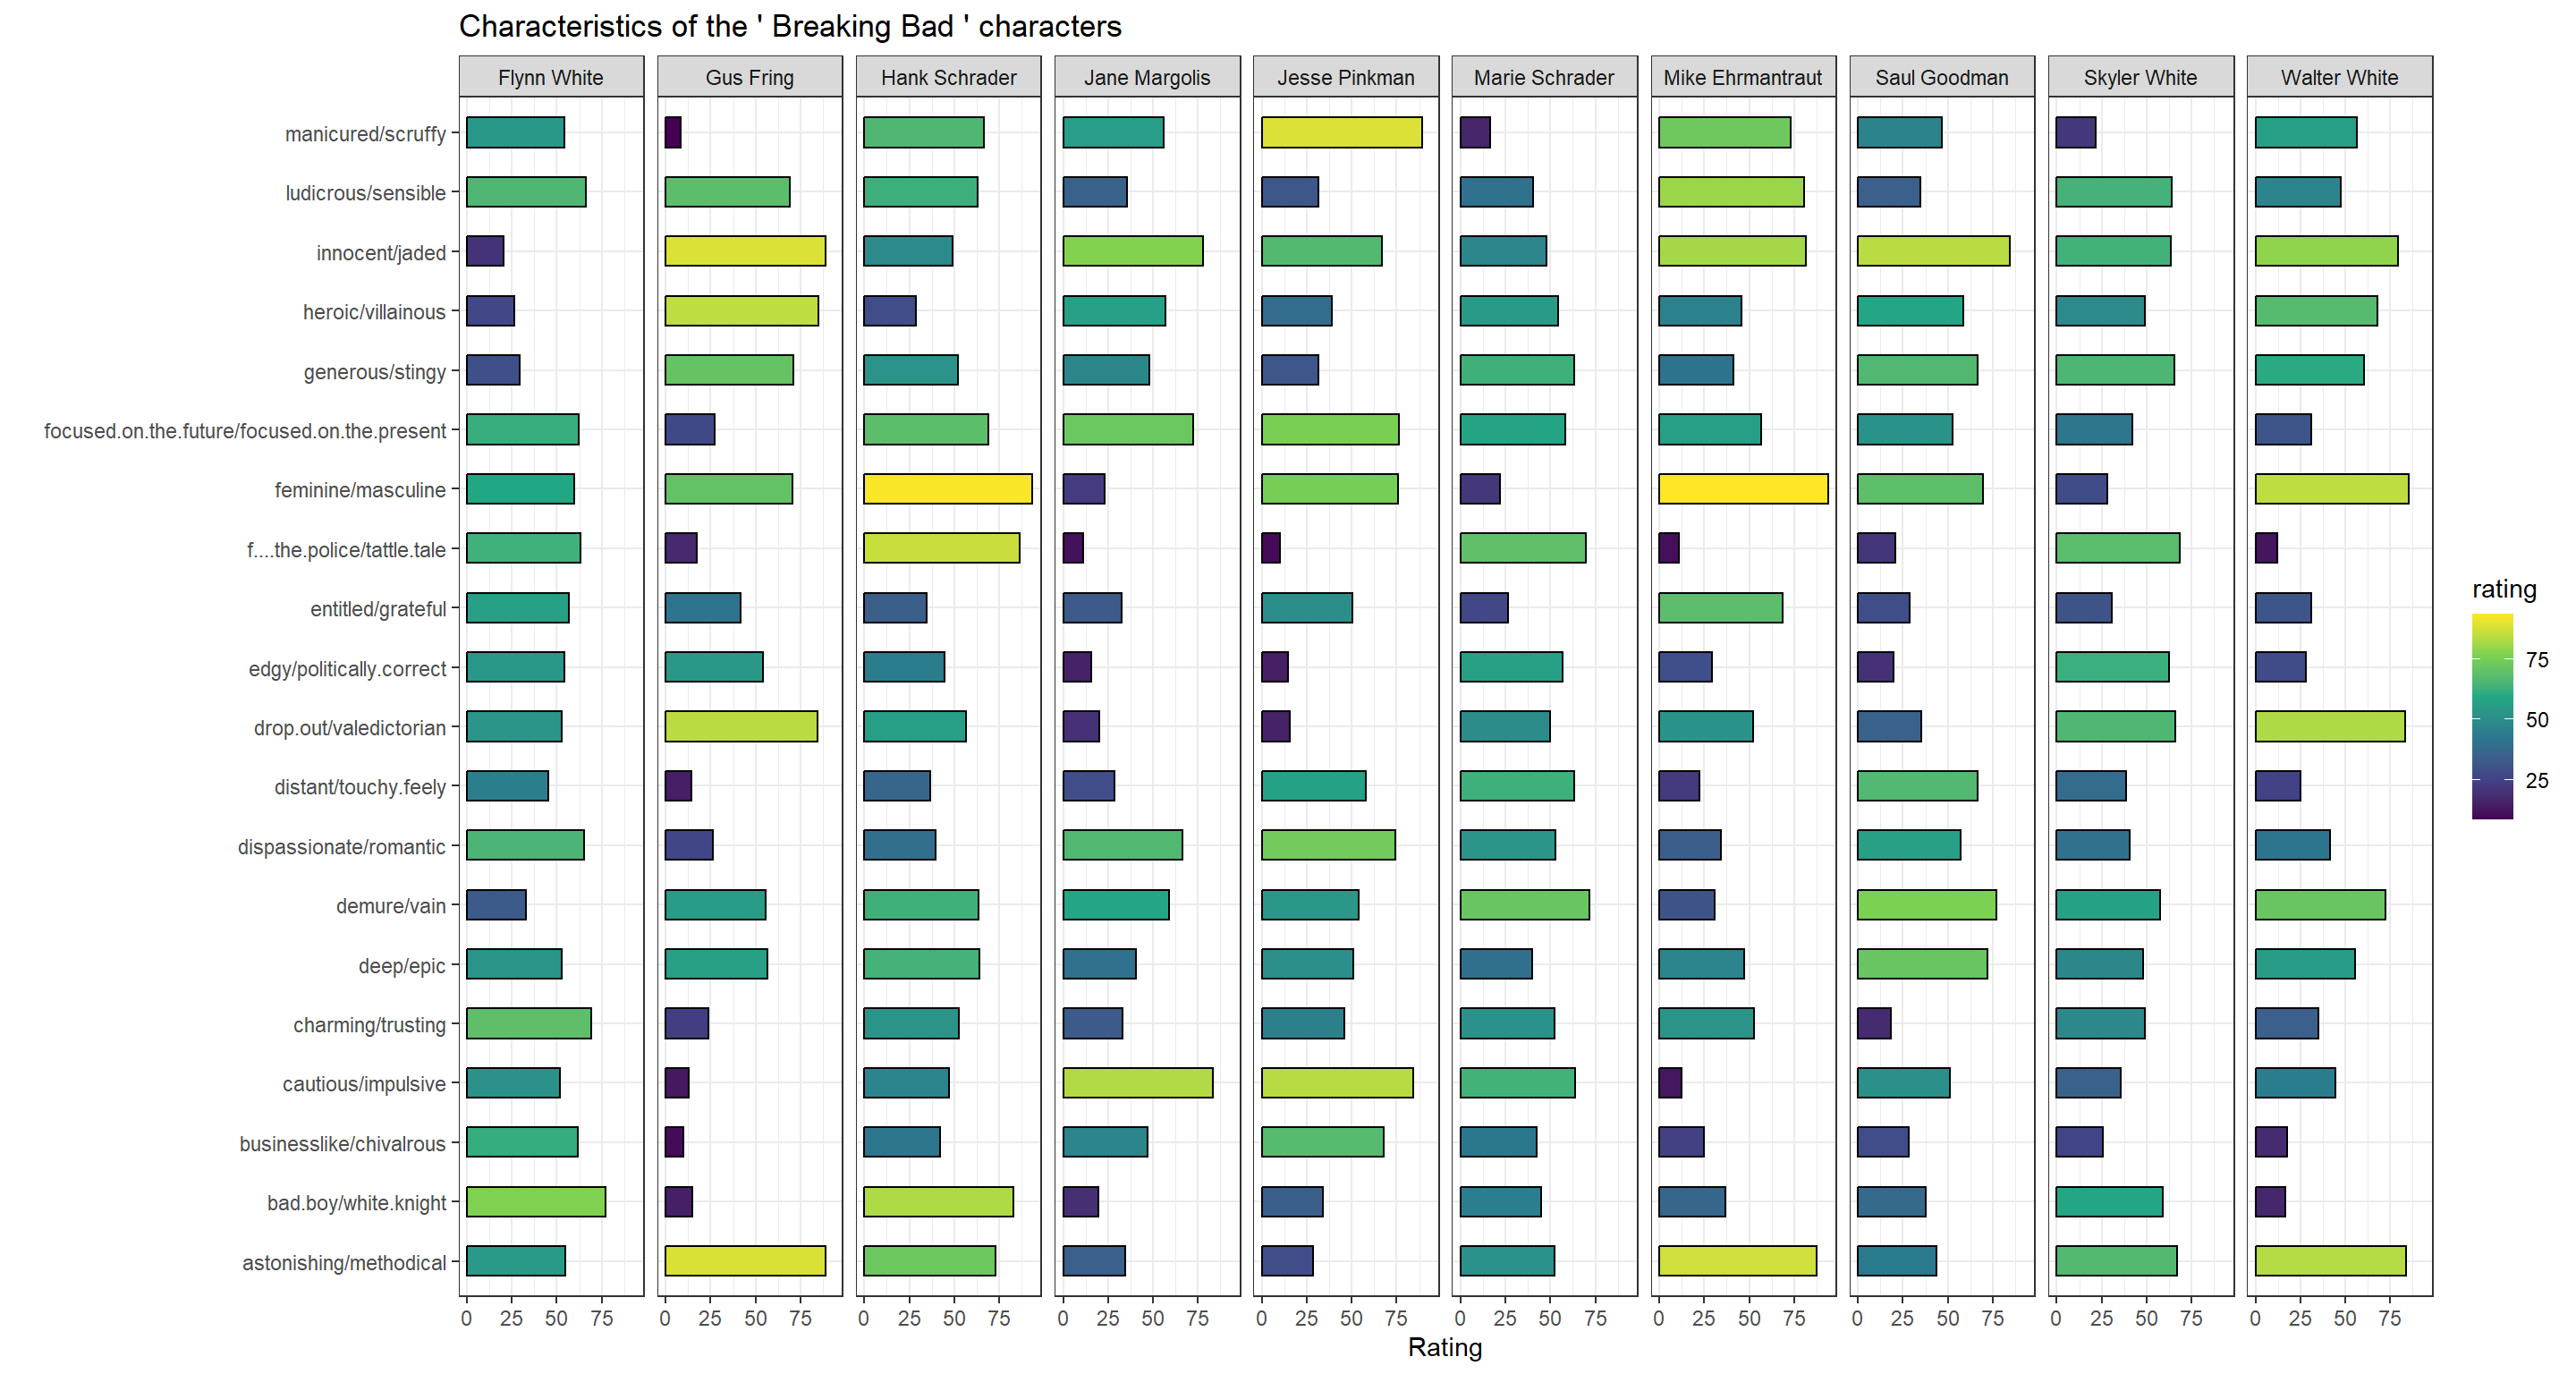 Characteristics of the ' Breaking Bad ' characters
Flynn White Gus Fring Hank Schrader Jane Margolis Jesse Pinkman Marie Schrader Mike Ehrmantraut Saul Goodman Skyler White Walter White
manicured/scruffy
ludicrous/sensible
innocent/jaded
heroic/villainous
generous/stingy
focused.on.the.future/focused.on.the.present
feminine/masculine
f....the.police/tattle.tale
entitled/grateful
edgy/politically.correct
drop.out/valedictorian
distant/touchy.feely
dispassionate/romantic
demure/vain
deep/epic
charming/trusting
cautious/impulsive
businesslike/chivalrous
bad.boy/white.knight
astonishing/methodical
0 25 50 75 0 25 50 75 0 25 50 75 0 25 50 75 0 25 50 75 0 25 50 75 0 25 50 75 0 25 50 75 0 25 50 75 0 25 50 75
Rating
rating
75
50
25